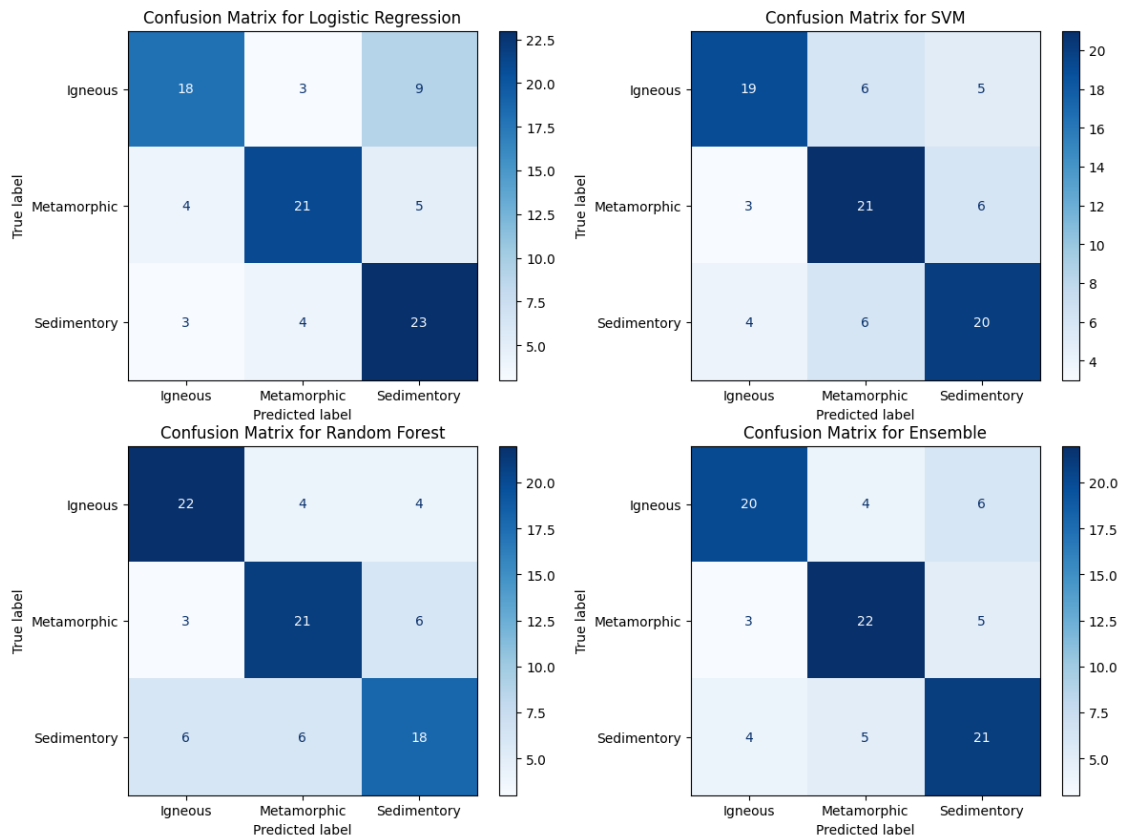 Confusion Matrix for Logistic Regression
True label
Igneous
Metamorphic
Sedimentory
18 3 9
4 21 5
3 4 23
Igneous Metamorphic Sedimentory
Predicted label
22.5
20.0
17.5
15.0
12.5
10.0
7.5
5.0
Confusion Matrix for SVM
True label
Igneous
Metamorphic
Sedimentory
19 6 5
3 21 6
4 6 20
Igneous Metamorphic Sedimentory
Predicted label
20
18
16
14
12
10
8
6
4
Confusion Matrix for Random Forest
True label
Igneous
Metamorphic
Sedimentory
22 4 4
3 21 6
6 6 18
Igneous Metamorphic Sedimentory
Predicted label
20.0
17.5
15.0
12.5
10.0
7.5
5.0
Confusion Matrix for Ensemble
True label
Igneous
Metamorphic
Sedimentory
20 4 6
3 22 5
4 5 21
Igneous Metamorphic Sedimentory
Predicted label
20.0
17.5
15.0
12.5
10.0
7.5
5.0